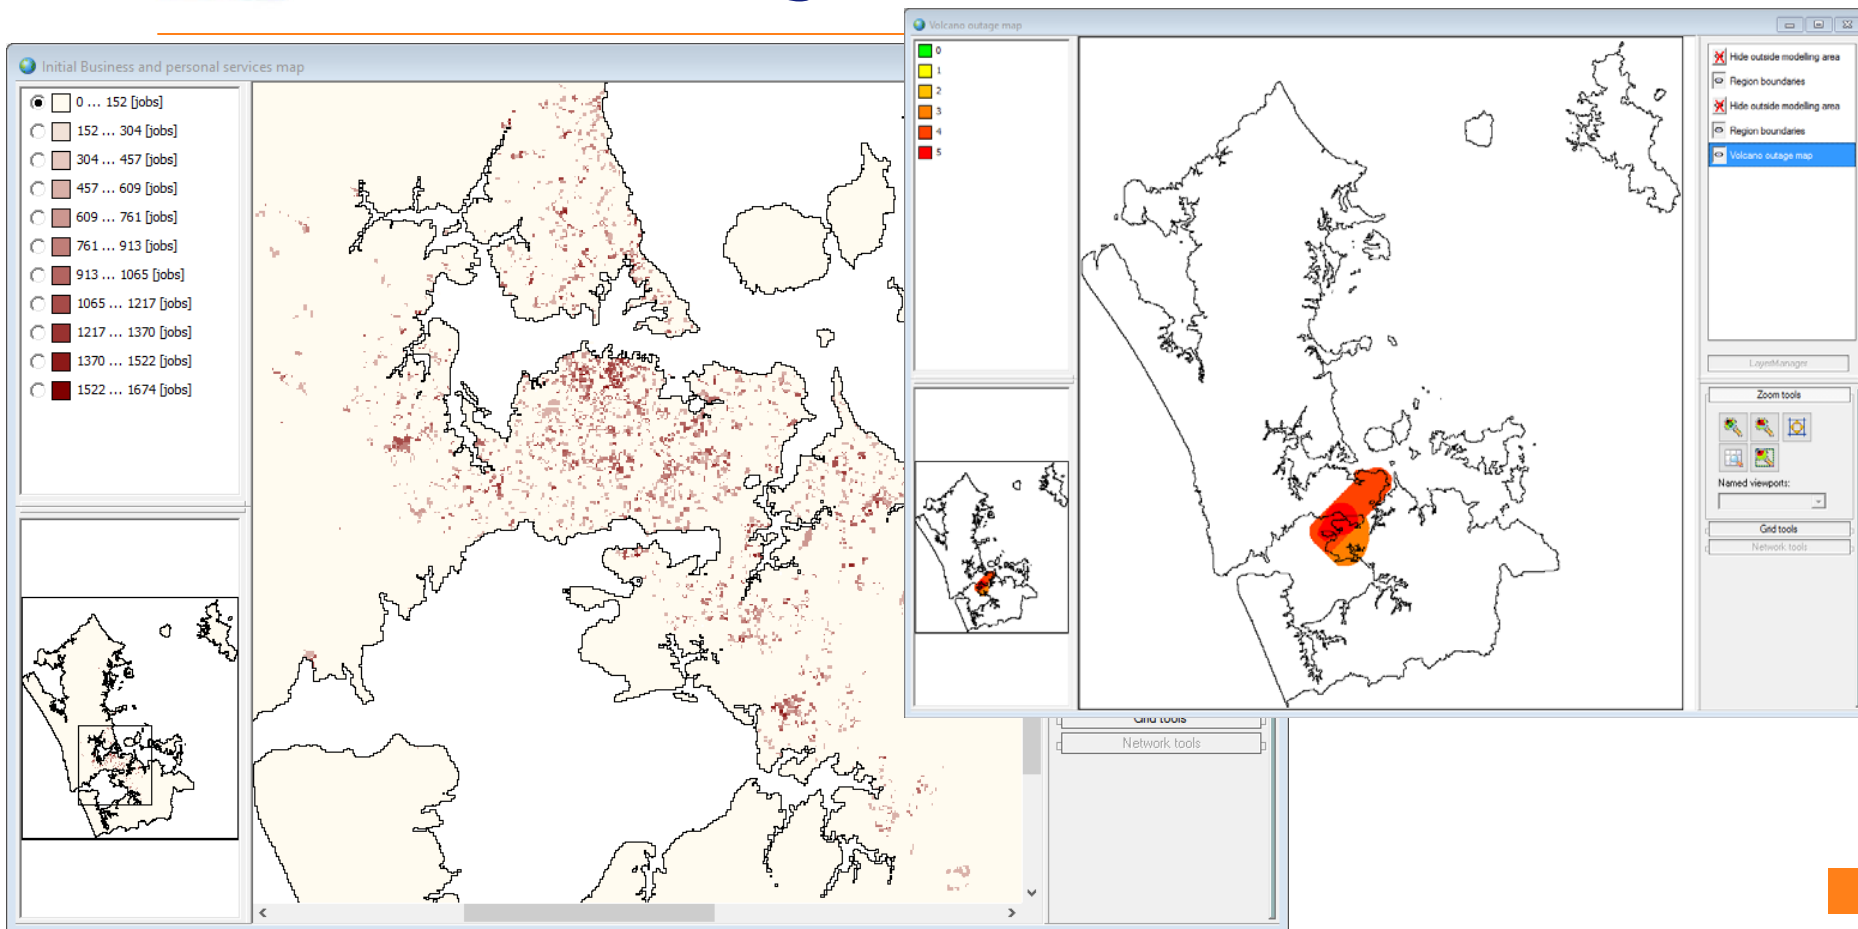 Initial Business and personal services map
0 ... 152 [jobs]
152 ... 304 [jobs]
304 ... 457 [jobs]
457 ... 609 [jobs]
609 ... 761 [jobs]
761 ... 913 [jobs]
913 ... 1065 [jobs]
1065 ... 1217 [jobs]
1217 ... 1370 [jobs]
1370 ... 1522 [jobs]
1522 ... 1674 [jobs]
Grid tools
Network tools
Volcano outage map
0
1
2
3
4
5
Hide outside modelling area
Region boundaries
Hide outside modelling area
Region boundaries
Volcano outage map
LayerManager
Zoom tools
Named viewports:
Grid tools
Network tools